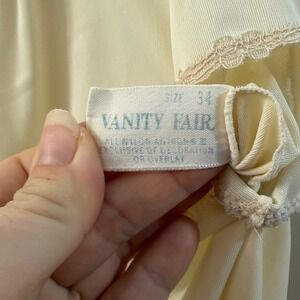 SIZE 34
VANITY FAIR
ALL NYLON ANTRON® III
EXCLUSIVE OF DECORATION
OR OVERLAY